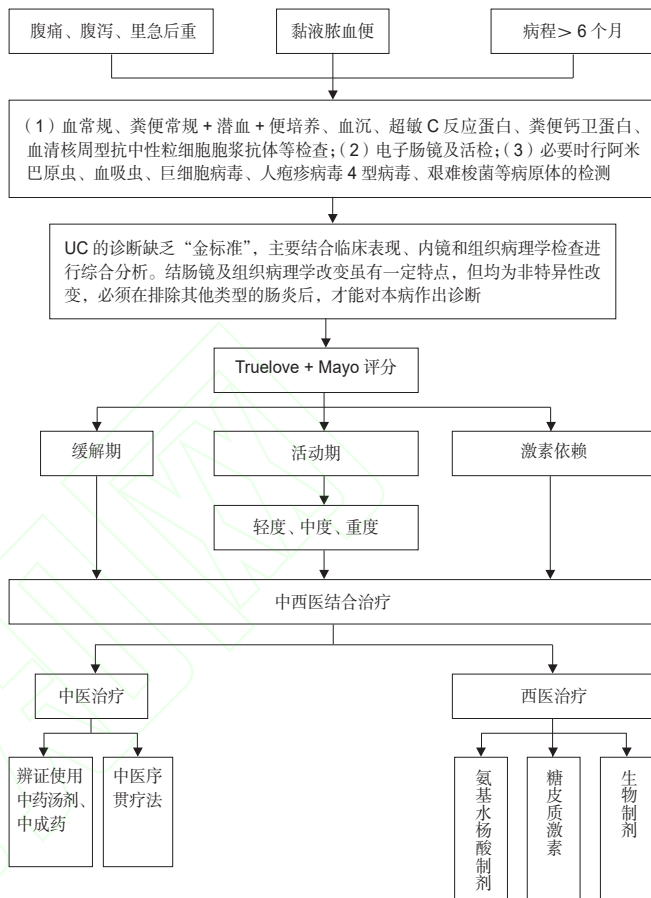 腹痛、腹泻、里急后重
黏液脓血便
病程＞6个月
（1）血常规、粪便常规+潜血+便培养、血沉、超敏C反应蛋白、粪便钙卫蛋白、
血清核周型抗中性粒细胞胞浆抗体等检查；（2）电子肠镜及活检；（3）必要时行阿米
巴原虫、血吸虫、巨细胞病毒、人疱疹病毒4型病毒、艰难梭菌等病原体的检测
UC的诊断缺乏“金标准”，主要结合临床表现、内镜和组织病理学检查进
行综合分析。结肠镜及组织病理学改变虽有一定特点，但均为非特异性改
变，必须在排除其他类型的肠炎后，才能对本病作出诊断
Truelove + Mayo 评分
缓解期
活动期
激素依赖
轻度、中度、重度
中西医结合治疗
中医治疗
西医治疗
辨证使用
中药汤剂、
中成药
中医序
贯疗法
氨基水杨酸制剂
糖皮质激素
生物制剂